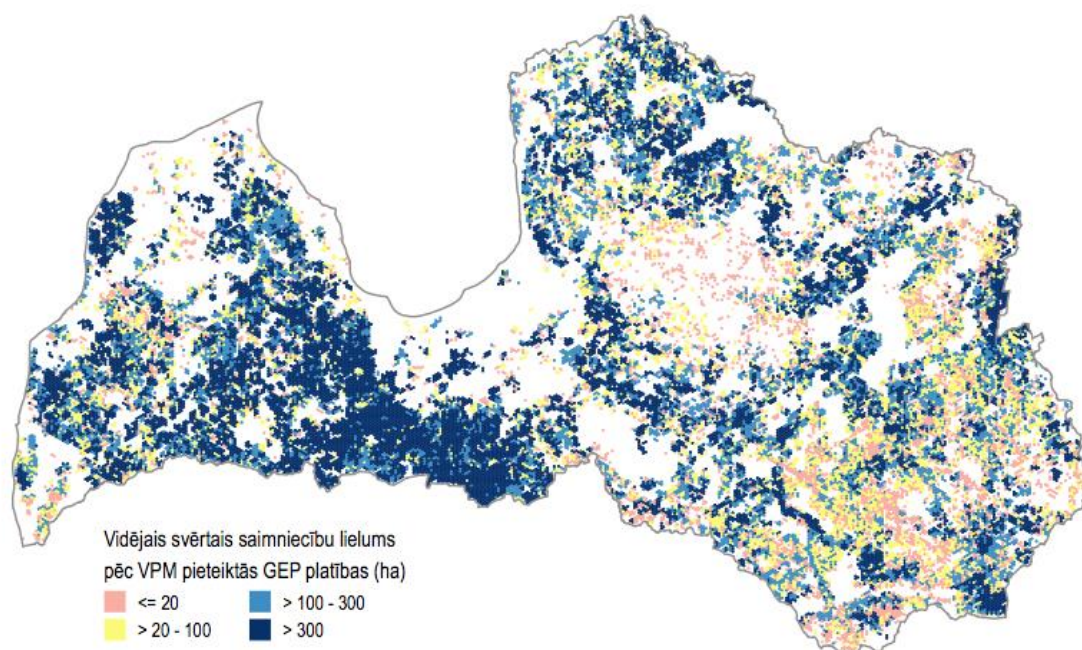 Vidējais svērtais saimniecību lielums
pēc VPM pieteiktās GEP platības (ha)
<= 20
> 100 - 300
> 20 - 100
> 300